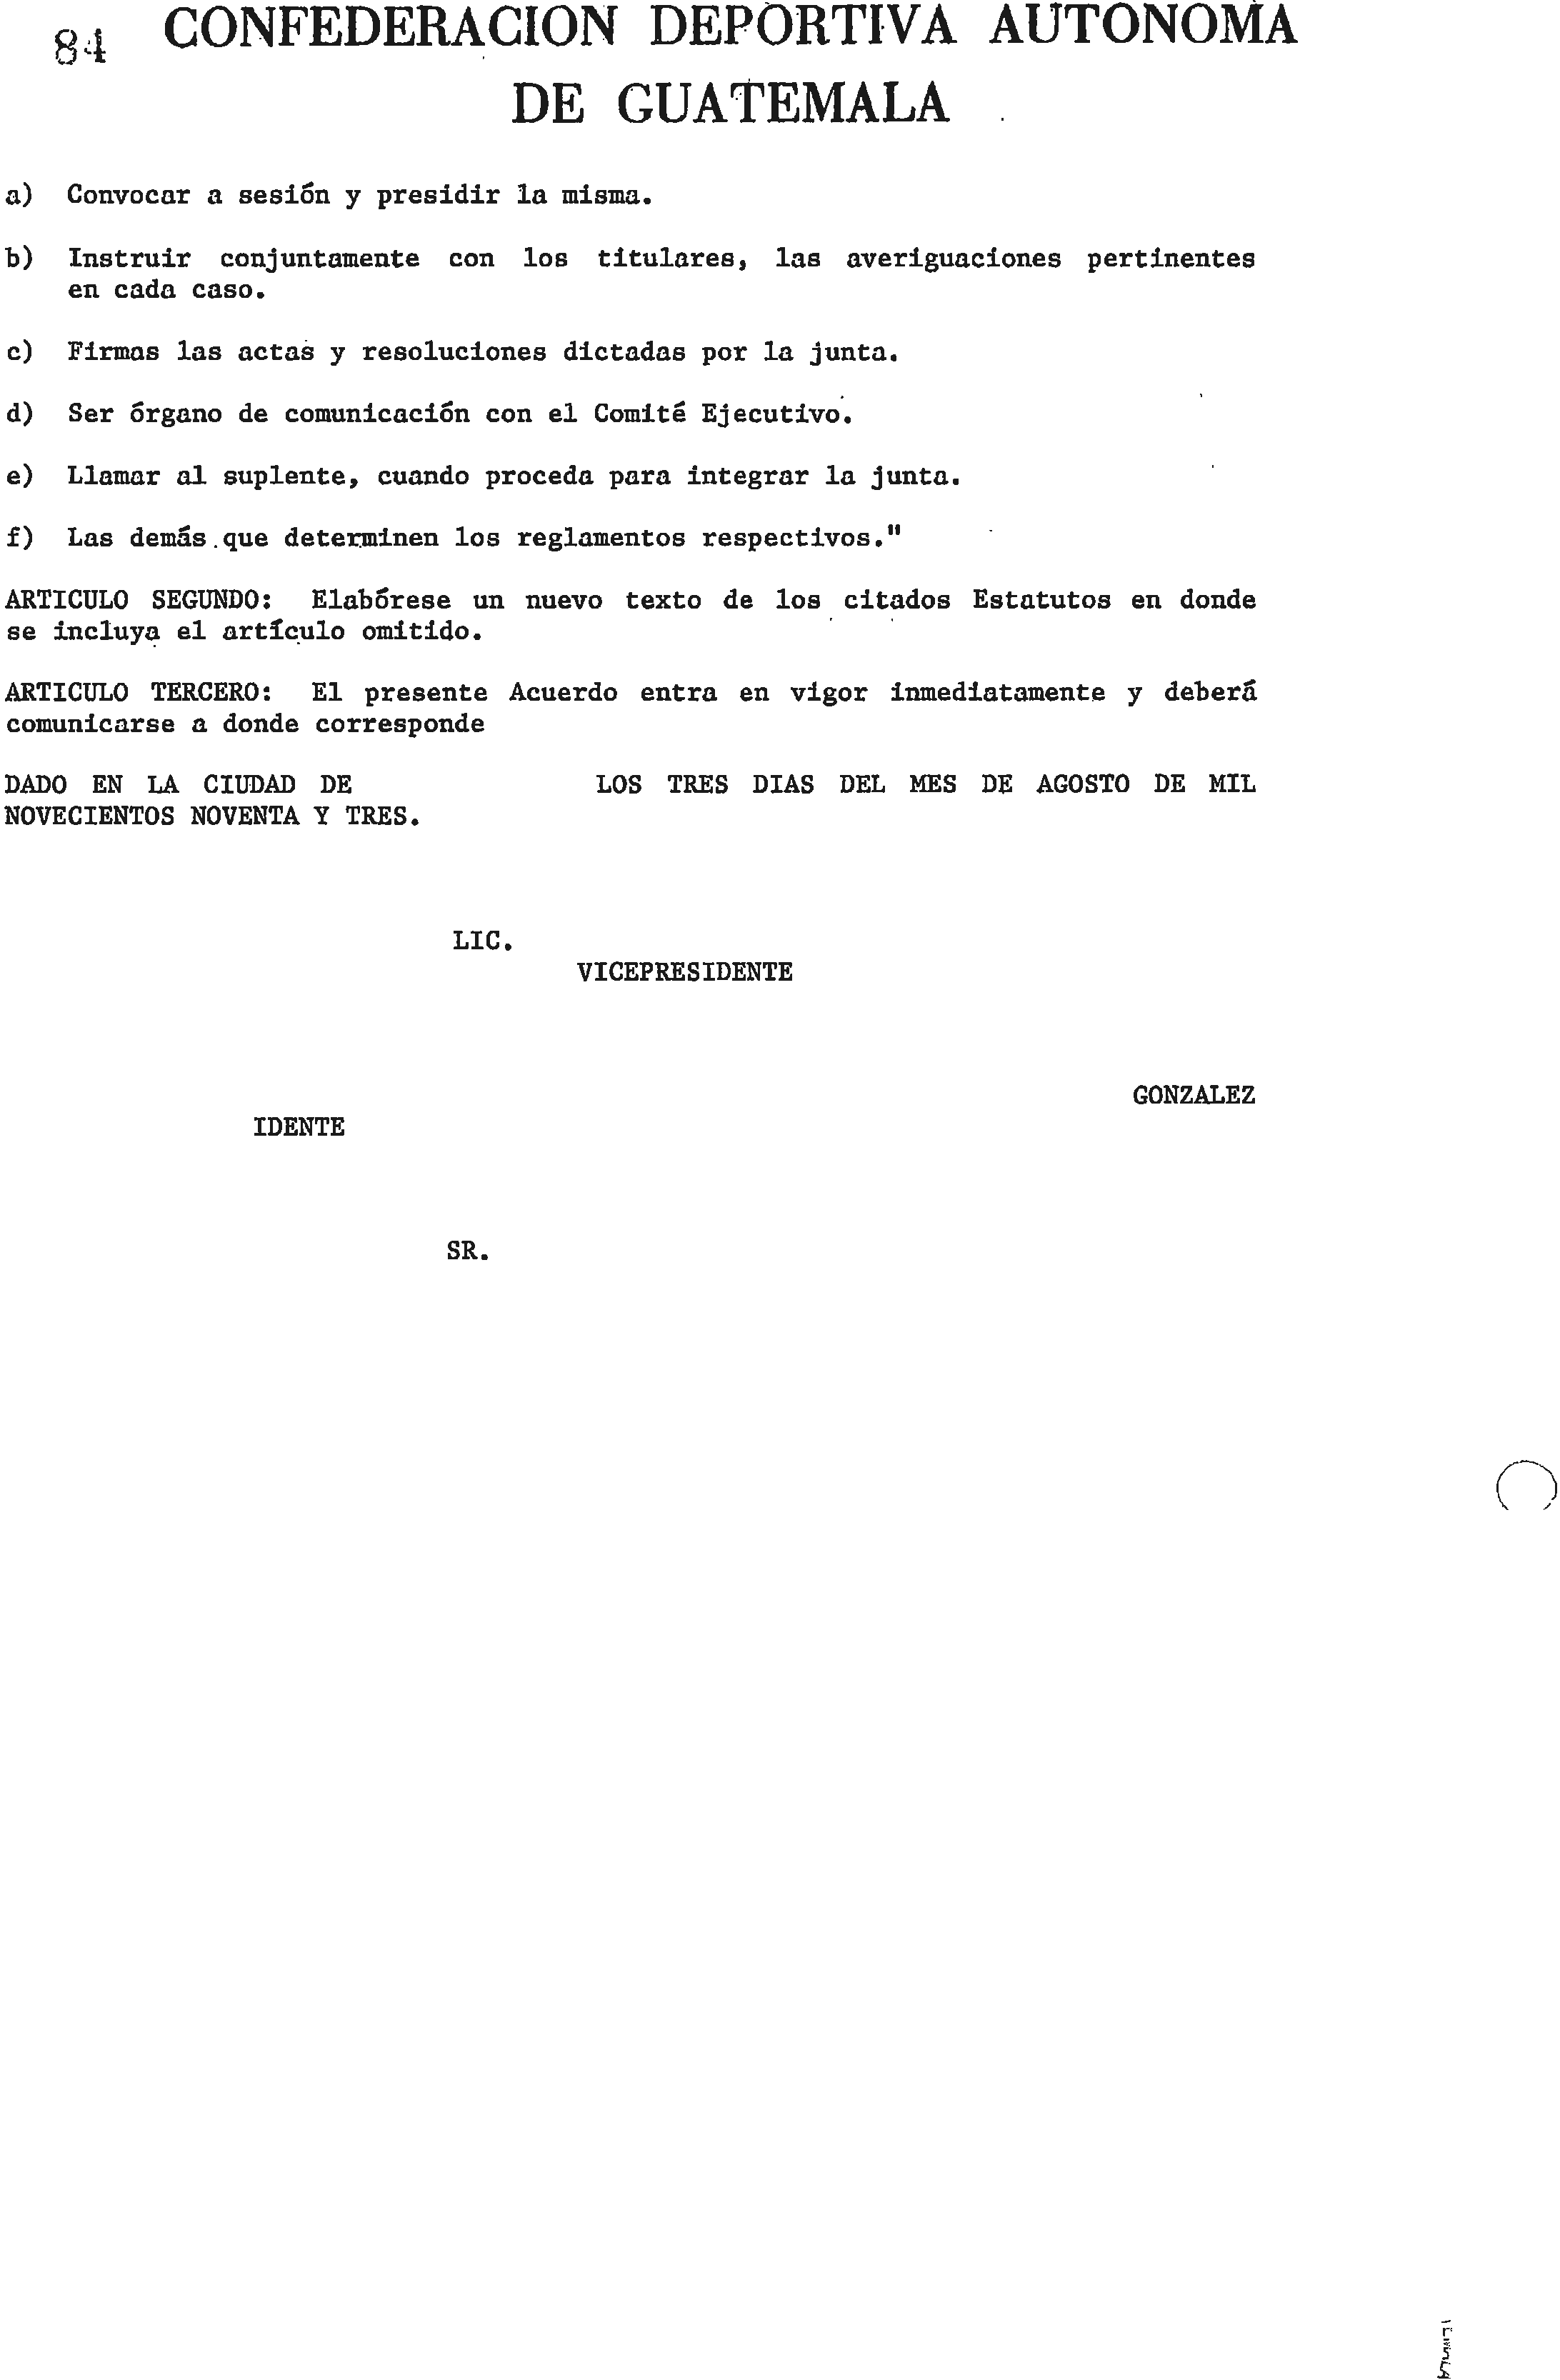 84 CONFEDERACION DEPORTIVA AUTONOMA
DE GUATEMALA
a) Convocar a sesión y presidir la misma.
b) Instruir conjuntamente con los titulares, las averiguaciones pertinentes
en cada caso.
c) Firmas las actas y resoluciones dictadas por la junta.
d) Ser órgano de comunicación con el Comité Ejecutivo.
e) Llamar al suplente, cuando proceda para integrar la junta.
f) Las demás que determinen los reglamentos respectivos."
ARTICULO SEGUNDO: Elabórese un nuevo texto de los citados Estatutos en donde
se incluya el artículo omitido.
ARTICULO TERCERO: El presente Acuerdo entra en vigor inmediatamente y deberá
comunicarse a donde corresponde
DADO EN LA CIUDAD DE LOS TRES DIAS DEL MES DE AGOSTO DE MIL
NOVECIENTOS NOVENTA Y TRES.
LIC.
VICEPRESIDENTE
GONZALEZ
IDENTE
SR.